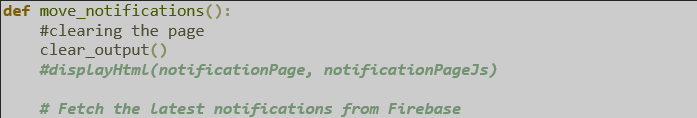 def move_notifications():
    #clearing the page
    clear_output()
    #displayHtml(notificationPage, notificationPageJs)
    # Fetch the latest notifications from Firebase